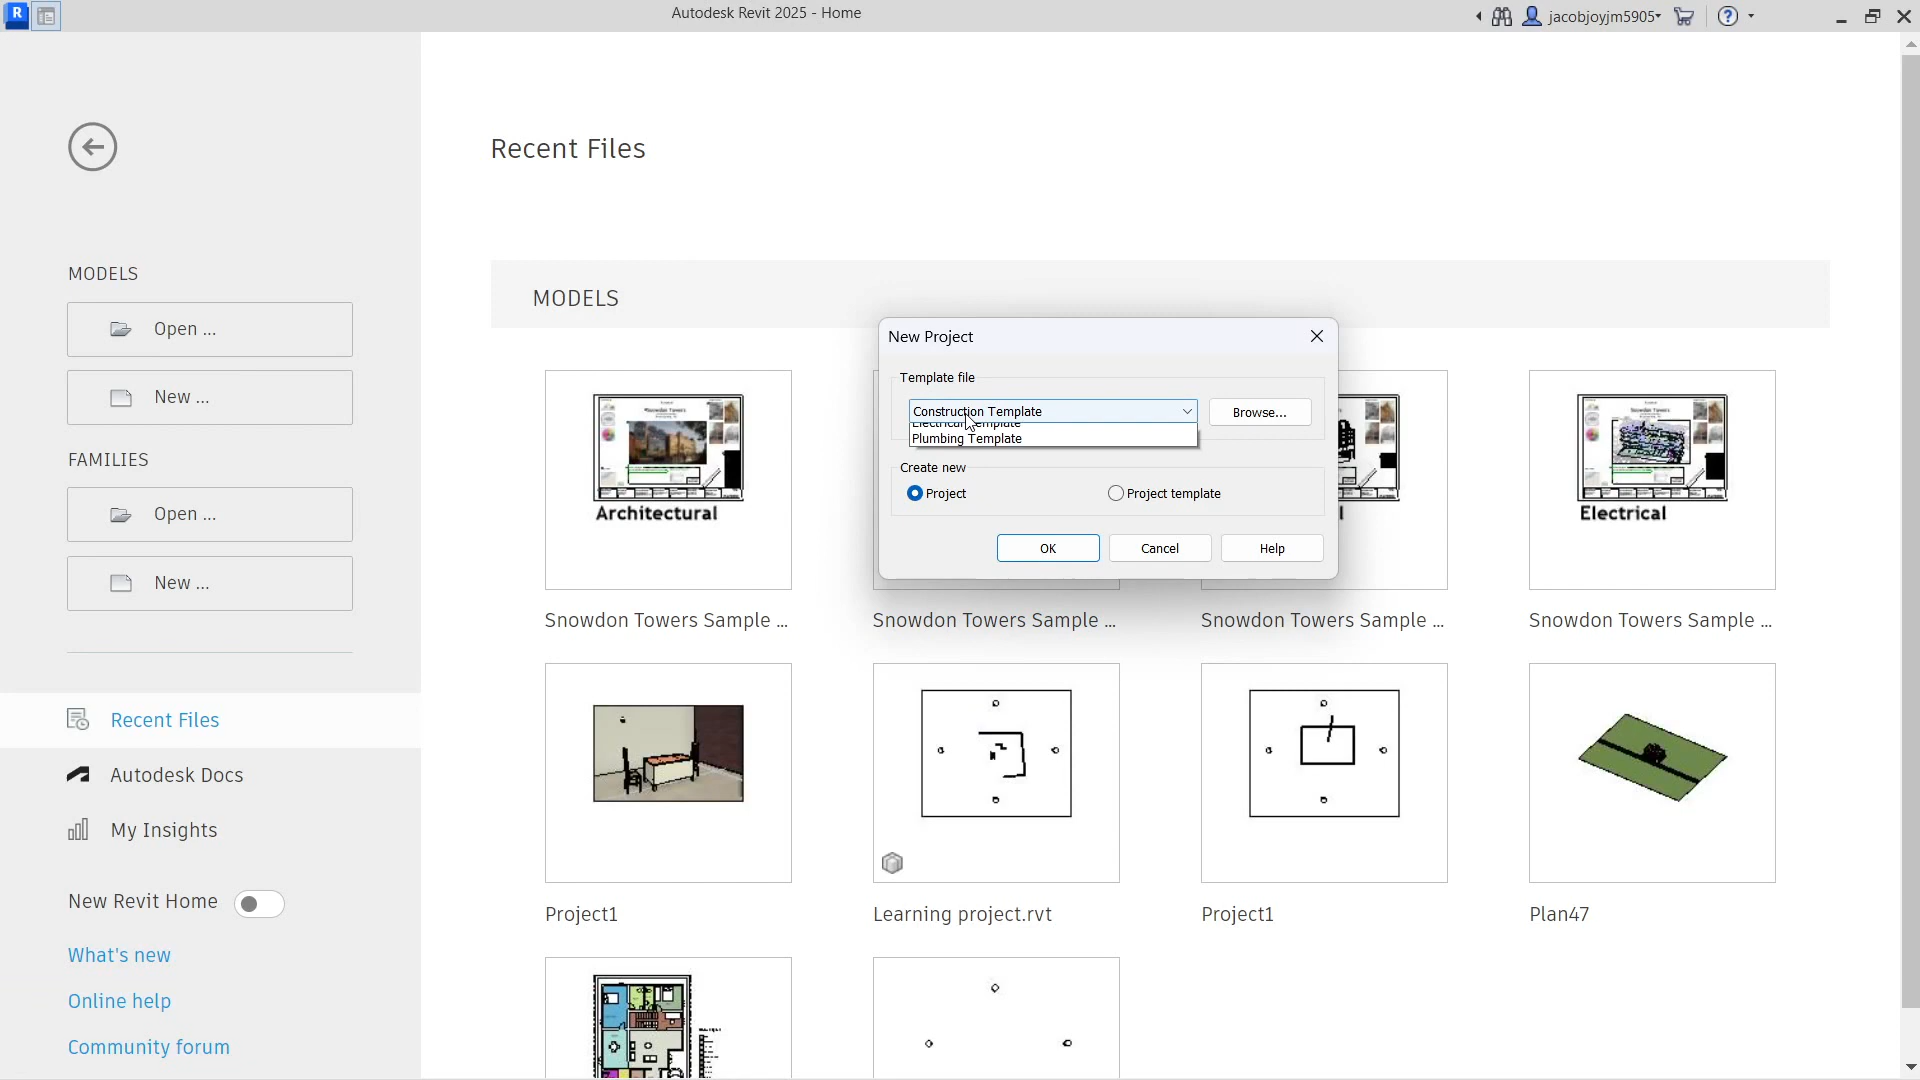 R
Autodesk Revit 2025 - Home
jacobjoyjm5905
?
Recent Files
MODELS
Open ...
New ...
FAMILIES
Open ...
New ...
Recent Files
Autodesk Docs
My Insights
New Revit Home
What's new
Online help
Community forum
MODELS
New Project
Template file
Construction Template
Browse...
Electrical Template
Plumbing Template
Create new
Project
Project template
OK
Cancel
Help
Architectural
Electrical
Snowdon Towers Sample ...
Snowdon Towers Sample ...
Snowdon Towers Sample ...
Snowdon Towers Sample ...
Project1
Learning project.rvt
Project1
Plan47